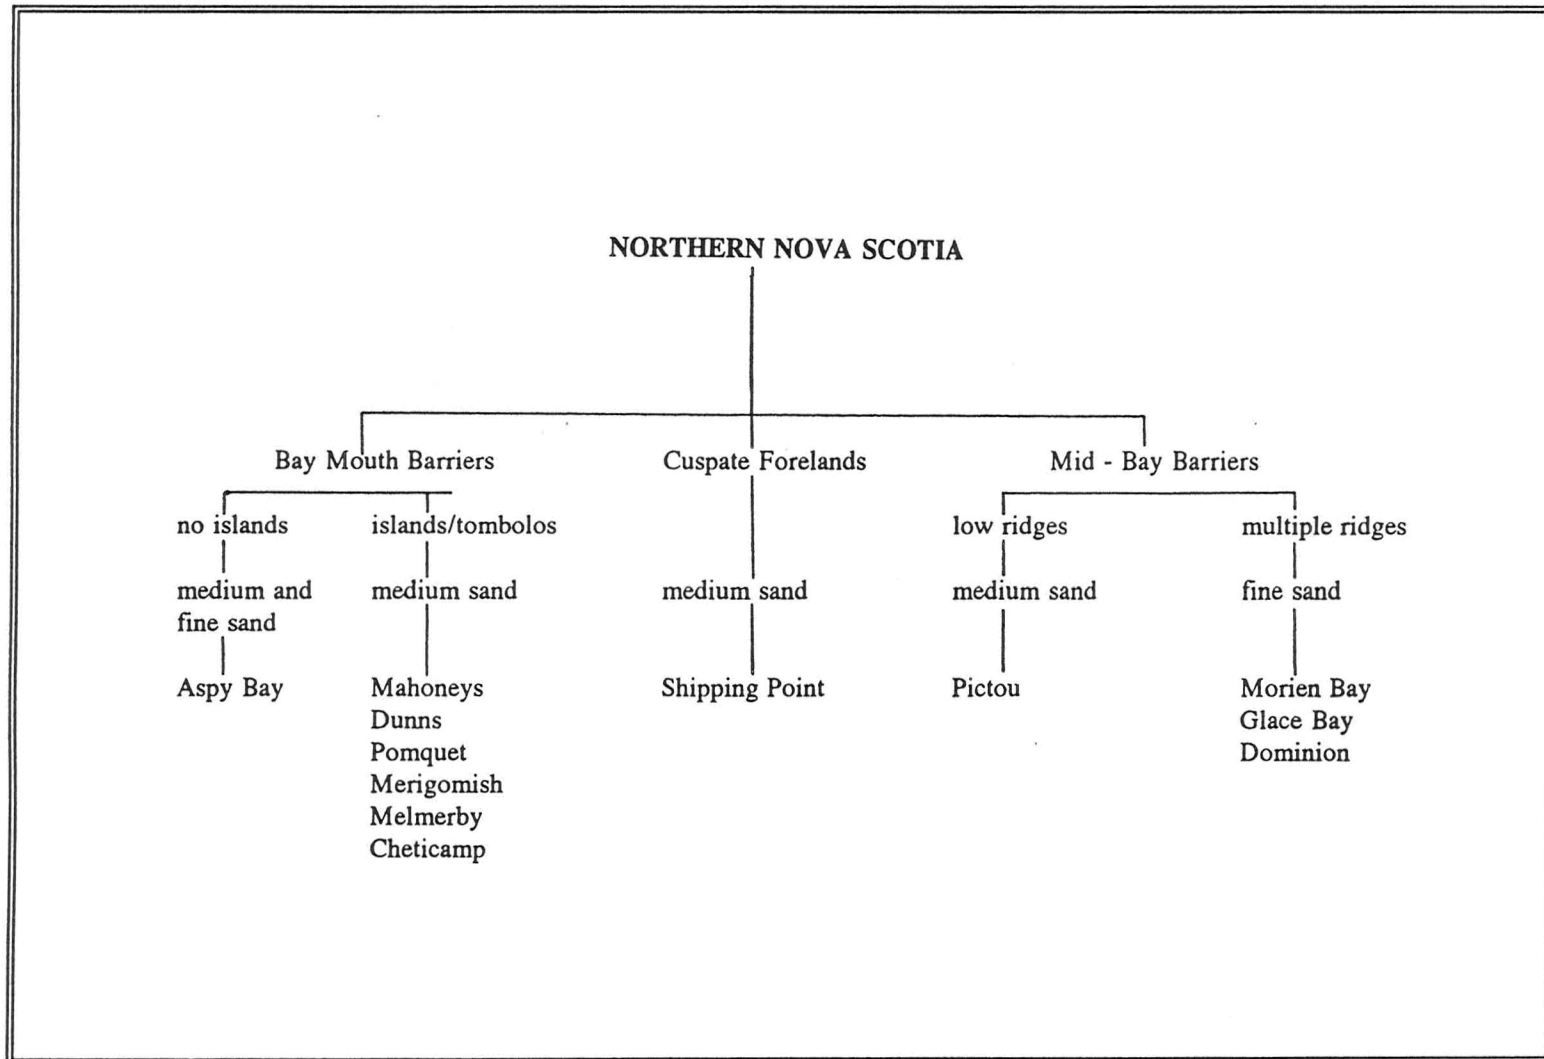 NORTHERN NOVA SCOTIA
Bay Mouth Barriers
Cuspate Forelands
Mid - Bay Barriers
no islands
islands/tombolos
low ridges
multiple ridges
medium and
fine sand
medium sand
medium sand
medium sand
fine sand
Aspy Bay
Mahoneys
Dunns
Pomquet
Merigomish
Melmerby
Cheticamp
Shipping Point
Pictou
Morien Bay
Glace Bay
Dominion